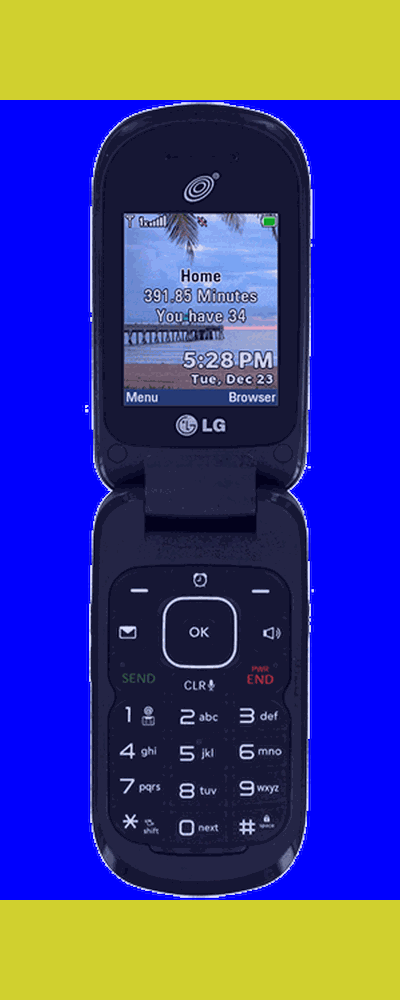 Home
391.85 Minutes
You have 34
5:28 PM
Tue, Dec 23
Menu Browser
LG
OK
SEND CLR PWR END
1 @ 2 abc 3 def
4 ghi 5 jkl 6 mno
7 pqrs 8 tuv 9 wxyz
* shift 0 next # space